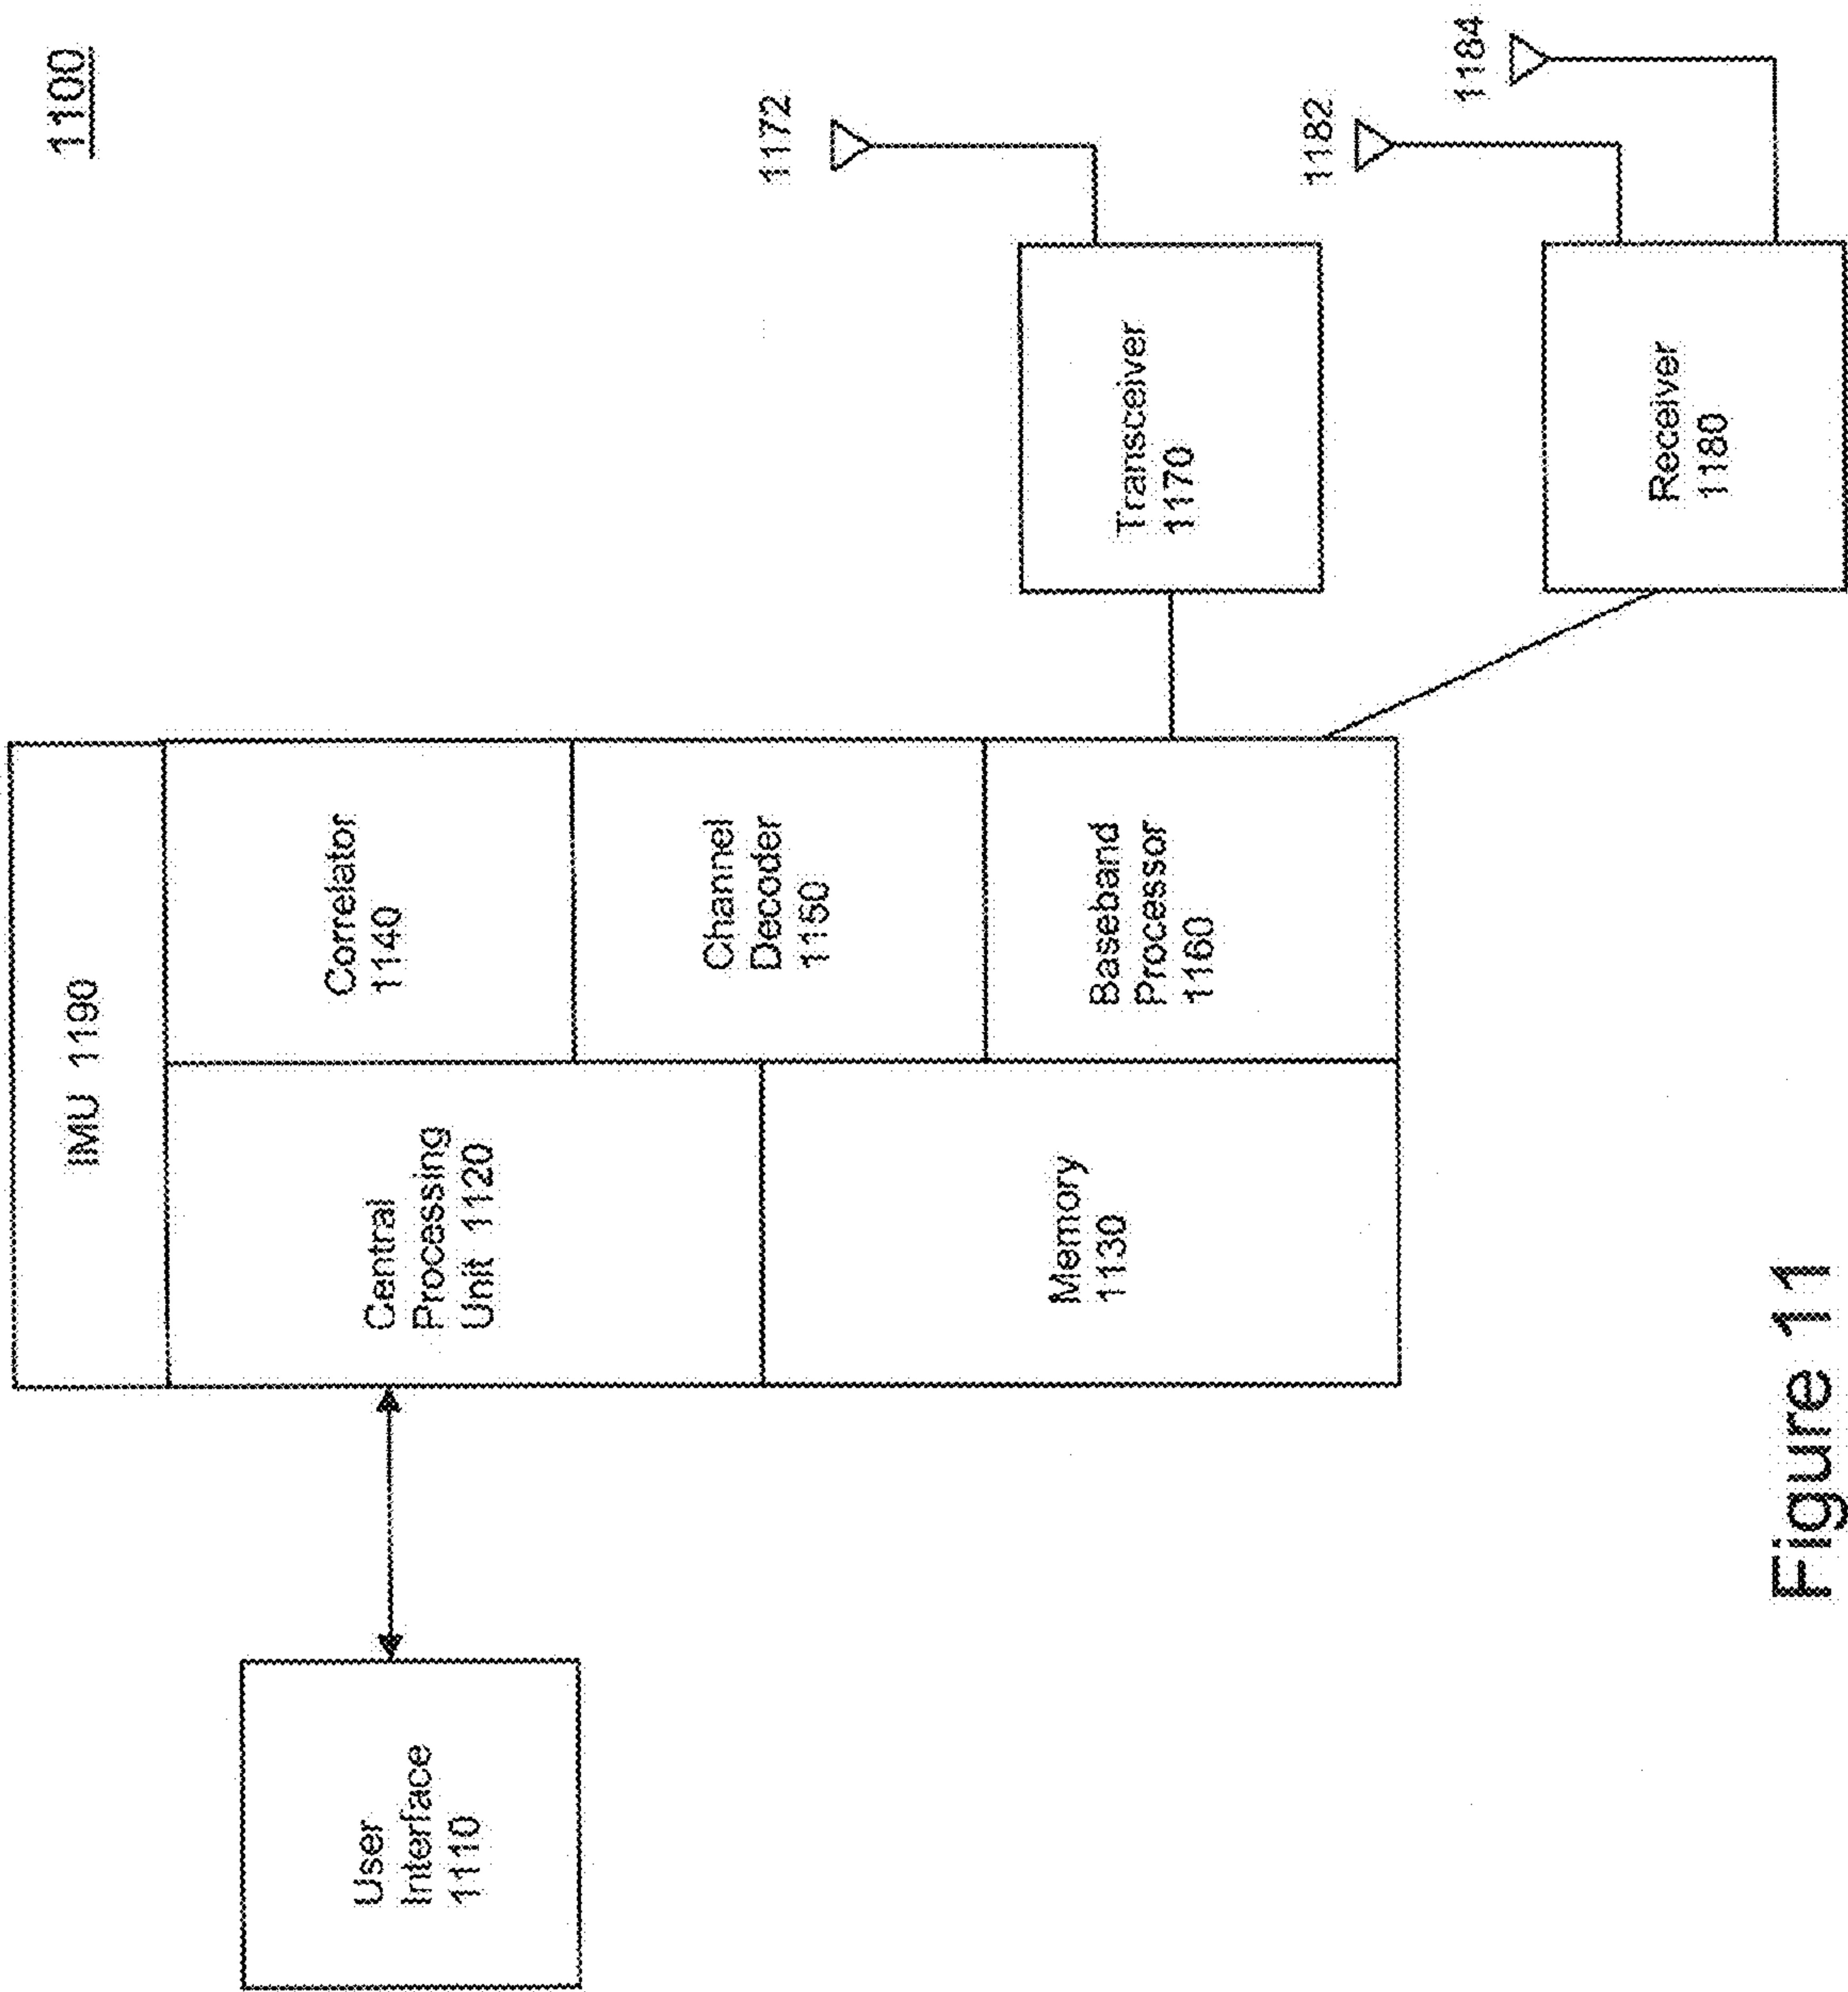 1100
IMU 1190
User
Interface
1110
Central
Processing
Unit 1120
Correlator
1140
Channel
Decoder
1150
Memory
1130
Baseband
Processor
1160
1172
Transceiver
1170
1182
1184
Receiver
1180
Figure 11